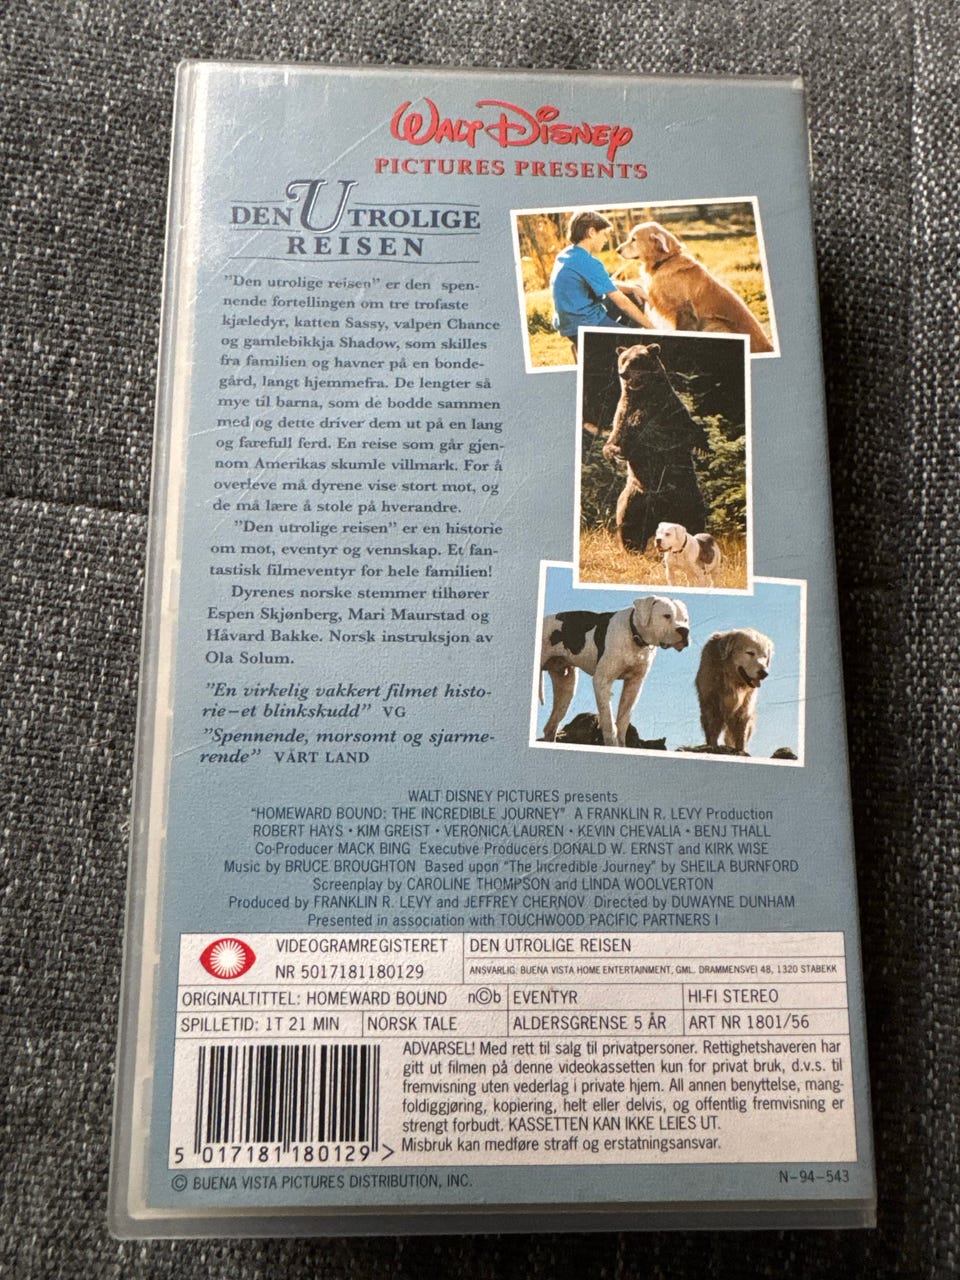 WALT DISNEY
PICTURES PRESENTS
DEN UTROLIGE
REISEN
"Den utrolige reisen" er den spen-
nende fortellingen om tre trofaste
kjæledyr, katten Sassy, valpen Chance
og gamlebikkja Shadow, som skilles
fra familien og havner på en bonde-
gård, langt hjemmefra. De lengter så
mye til barna, som de bodde sammen
med og dette driver dem ut på en lang
og farefull ferd. En reise som går gjen-
nom Amerikas skumle villmark. For å
overleve må dyrene vise stort mot, og
de må lære å stole på hverandre.
"Den utrolige reisen" er en historie
om mot, eventyr og vennskap. Et fan-
tastisk filmeventyr for hele familien!
Dyrenes norske stemmer tilhører
Espen Skjønberg, Mari Maurstad og
Håvard Bakke. Norsk instruksjon av
Ola Solum.
"En virkelig vakkert filmet histo-
rie–et blinkskudd" VG
"Spennende, morsomt og sjarme-
rende" VÅRT LAND
WALT DISNEY PICTURES presents
"HOMEWARD BOUND: THE INCREDIBLE JOURNEY" A FRANKLIN R. LEVY Production
ROBERT HAYS • KIM GREIST • VERONICA LAUREN • KEVIN CHEVALIA • BENJ THALL
Co-Producer MACK BING Executive Producers DONALD W. ERNST and KIRK WISE
Music by BRUCE BROUGHTON Based upon "The Incredible Journey" by SHEILA BURNFORD
Screenplay by CAROLINE THOMPSON and LINDA WOOLVERTON
Produced by FRANKLIN R. LEVY and JEFFREY CHERNOV Directed by DUWAYNE DUNHAM
Presented in association with TOUCHWOOD PACIFIC PARTNERS I
VIDEOGRAMREGISTERET
NR 5017181180129
DEN UTROLIGE REISEN
ANSVARLIG: BUENA VISTA HOME ENTERTAINMENT, GML. DRAMMENSVEI 48, 1320 STABEKK
ORIGINALTITTEL: HOMEWARD BOUND n©b EVENTYR HI-FI STEREO
SPILLETID: 1T 21 MIN NORSK TALE ALDERSGRENSE 5 ÅR ART NR 1801/56
ADVARSEL! Med rett til salg til privatpersoner. Rettighetshaveren har
gitt ut filmen på denne videokassetten kun for privat bruk, d.v.s. til
fremvisning uten vederlag i private hjem. All annen benyttelse, mang-
foldiggjøring, kopiering, helt eller delvis, og offentlig fremvisning er
strengt forbudt. KASSETTEN KAN IKKE LEIES UT.
Misbruk kan medføre straff og erstatningsansvar.
5 017181 180129 >
© BUENA VISTA PICTURES DISTRIBUTION, INC.
N-94-543